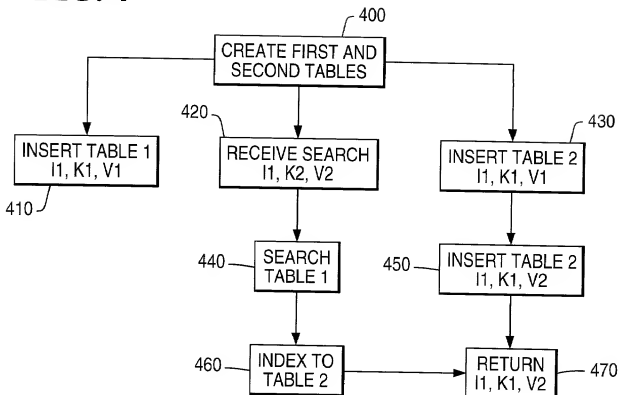 400
CREATE FIRST AND
SECOND TABLES
420
430
INSERT TABLE 1
I1, K1, V1
410
RECEIVE SEARCH
I1, K2, V2
INSERT TABLE 2
I1, K1, V1
440
SEARCH
TABLE 1
450
INSERT TABLE 2
I1, K1, V2
460
INDEX TO
TABLE 2
RETURN
I1, K1, V2
470